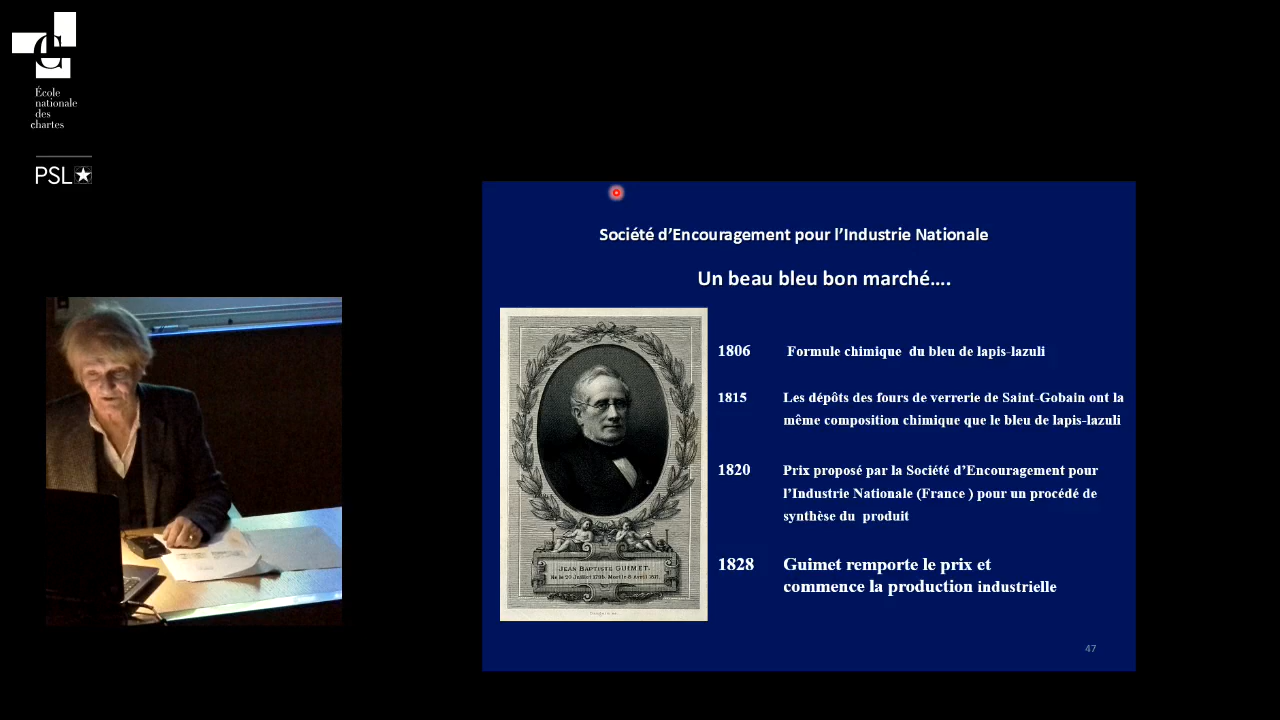 École
nationale
des
chartes
PSL
Société d’Encouragement pour l’Industrie Nationale
Un beau bleu bon marché....
1806 Formule chimique du bleu de lapis-lazuli
1815 Les dépôts des fours de verrerie de Saint-Gobain ont la
même composition chimique que le bleu de lapis-lazuli
1820 Prix proposé par la Société d’Encouragement pour
l’Industrie Nationale (France ) pour un procédé de
synthèse du produit
1828 Guimet remporte le prix et
commence la production industrielle
JEAN BAPTISTE GUIMET.
47